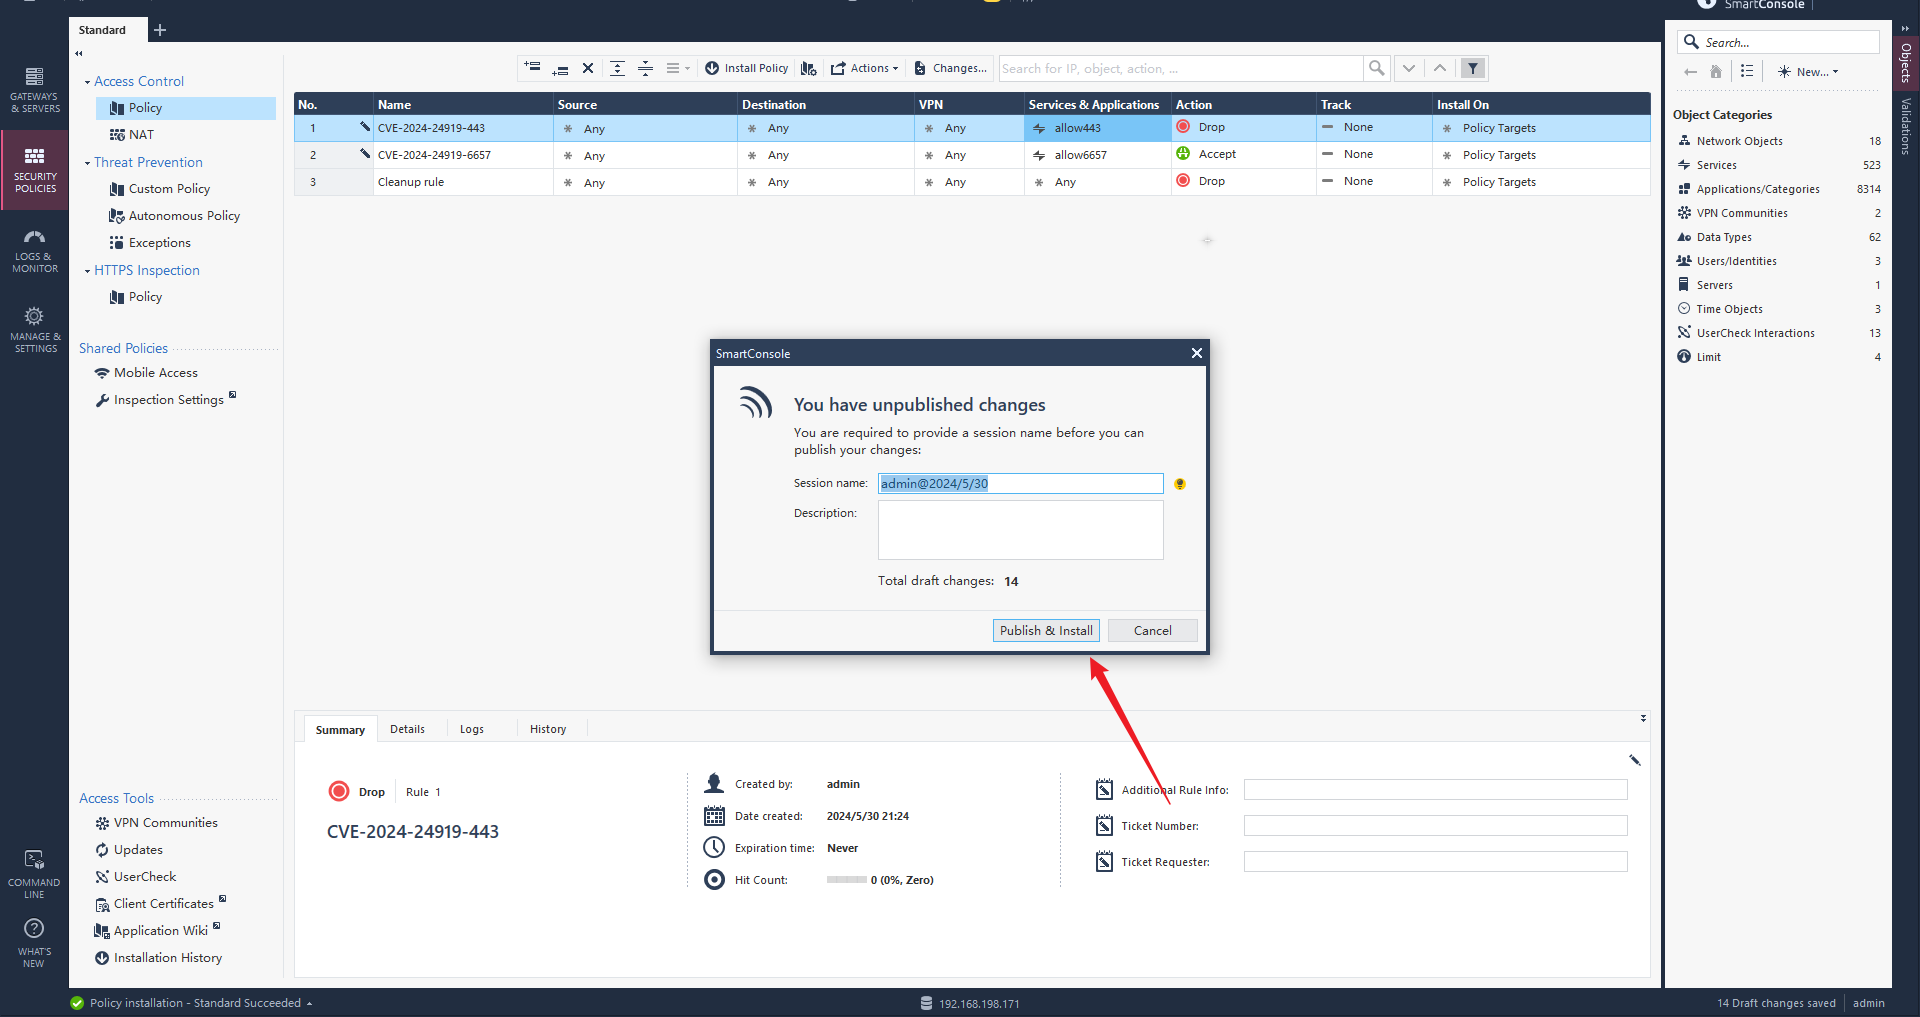 SmartConsole
Standard
GATEWAYS
& SERVERS
SECURITY
POLICIES
LOGS &
MONITOR
MANAGE &
SETTINGS
COMMAND
LINE
WHAT'S
NEW
Access Control
Policy
NAT
Threat Prevention
Custom Policy
Autonomous Policy
Exceptions
HTTPS Inspection
Policy
Shared Policies
Mobile Access
Inspection Settings
Access Tools
VPN Communities
Updates
UserCheck
Client Certificates
Application Wiki
Installation History
Install Policy Actions Changes... Search for IP, object, action, ...
No. Name Source Destination VPN Services & Applications Action Track Install On
1 CVE-2024-24919-443 Any Any Any allow443 Drop None Policy Targets
2 CVE-2024-24919-6657 Any Any Any allow6657 Accept None Policy Targets
3 Cleanup rule Any Any Any Any Drop None Policy Targets
SmartConsole
You have unpublished changes
You are required to provide a session name before you can
publish your changes:
Session name: admin@2024/5/30
Description:
Total draft changes: 14
Publish & Install Cancel
Summary Details Logs History
Drop Rule 1
CVE-2024-24919-443
Created by: admin
Date created: 2024/5/30 21:24
Expiration time: Never
Hit Count: 0 (0%, Zero)
Additional Rule Info:
Ticket Number:
Ticket Requester:
Search...
New...
Object Categories
Network Objects 18
Services 523
Applications/Categories 8314
VPN Communities 2
Data Types 62
Users/Identities 3
Servers 1
Time Objects 3
UserCheck Interactions 13
Limit 4
Objects
Validations
Policy installation - Standard Succeeded
192.168.198.171
14 Draft changes saved admin